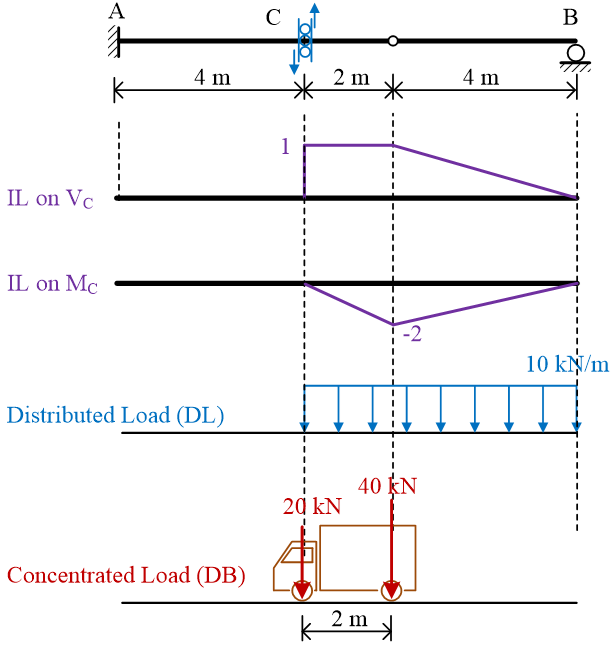 A
C
B
4 m
2 m
4 m
1
IL on V_C
IL on M_C
-2
10 kN/m
Distributed Load (DL)
40 kN
20 kN
Concentrated Load (DB)
2 m